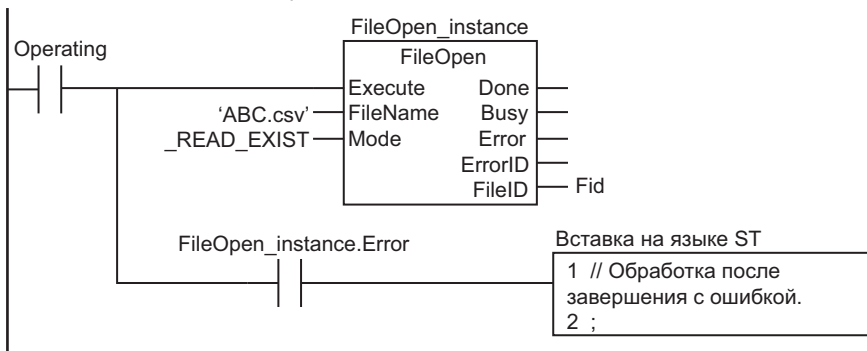 FileOpen_instance
Operating
FileOpen
Execute Done
‘ABC.csv’ FileName Busy
_READ_EXIST Mode Error
ErrorID
FileID Fid
FileOpen_instance.Error
Вставка на языке ST
1 // Обработка после
завершения с ошибкой.
2 ;